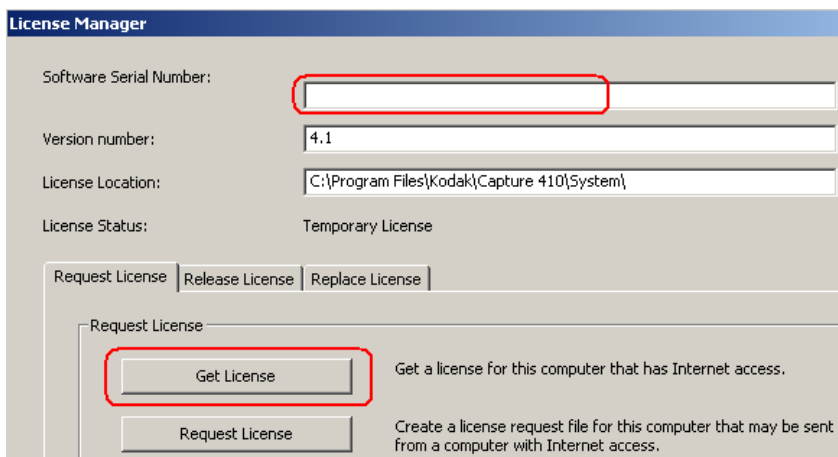 License Manager
Software Serial Number:
Version number: 4.1
License Location: C:\Program Files\Kodak\Capture 410\System\
License Status: Temporary License
Request License Release License Replace License
Request License
Get License Get a license for this computer that has Internet access.
Request License Create a license request file for this computer that may be sent
from a computer with Internet access.